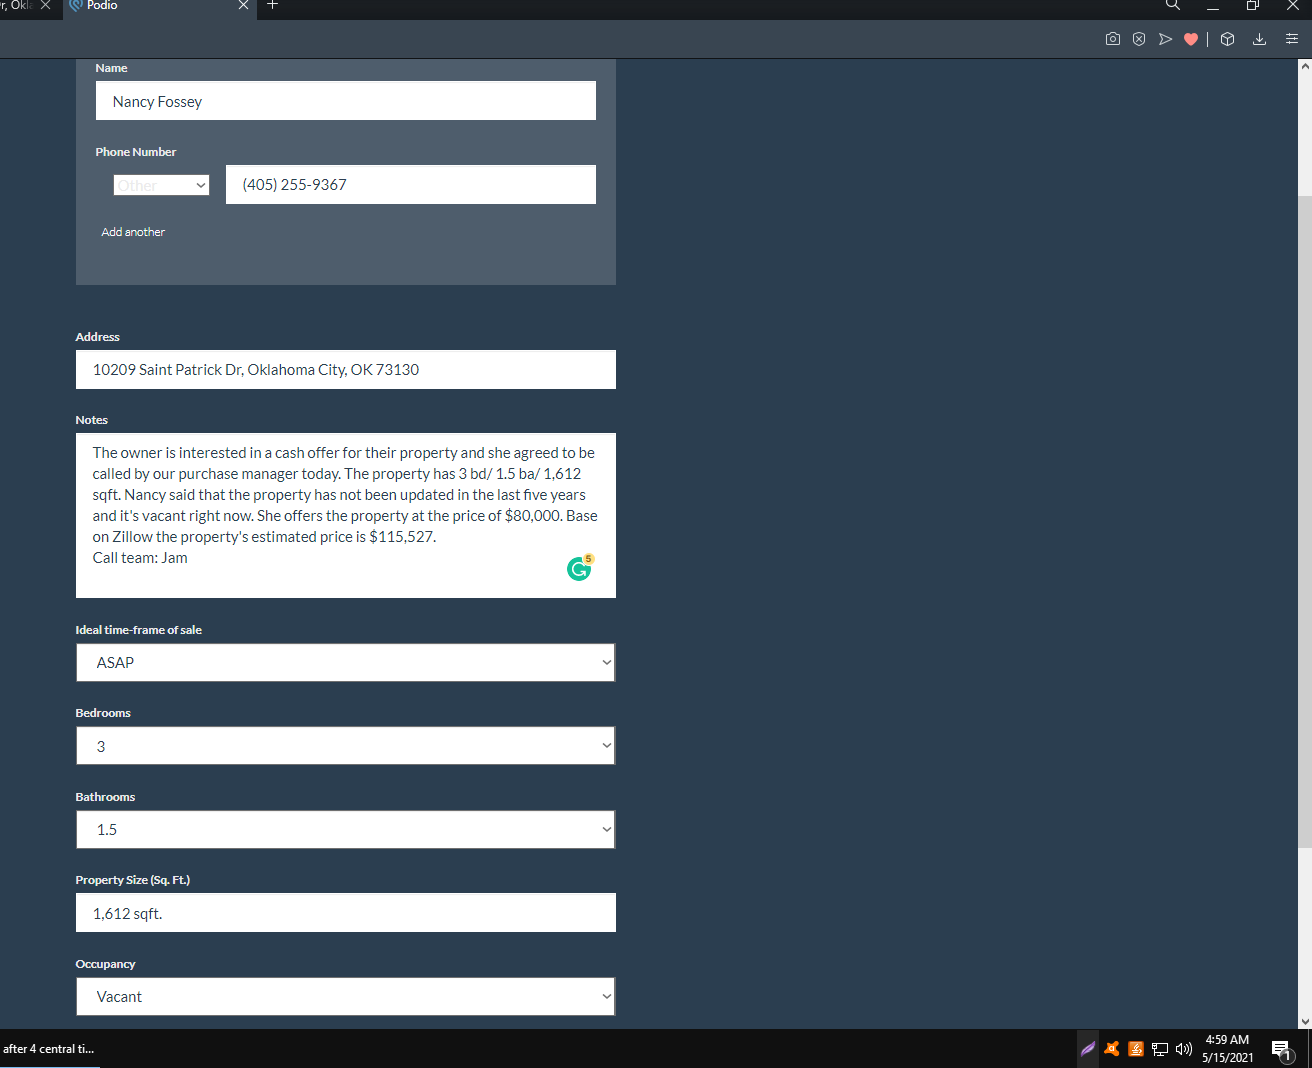 r, Okl
Podio
Name
Nancy Fossey
Phone Number
Other
(405) 255-9367
Add another
Address
10209 Saint Patrick Dr, Oklahoma City, OK 73130
Notes
The owner is interested in a cash offer for their property and she agreed to be
called by our purchase manager today. The property has 3 bd/ 1.5 ba/ 1,612
sqft. Nancy said that the property has not been updated in the last five years
and it's vacant right now. She offers the property at the price of $80,000. Base
on Zillow the property's estimated price is $115,527.
Call team: Jam
5
Ideal time-frame of sale
ASAP
Bedrooms
3
Bathrooms
1.5
Property Size (Sq. Ft.)
1,612 sqft.
Occupancy
Vacant
after 4 central ti...
4:59 AM
5/15/2021
1